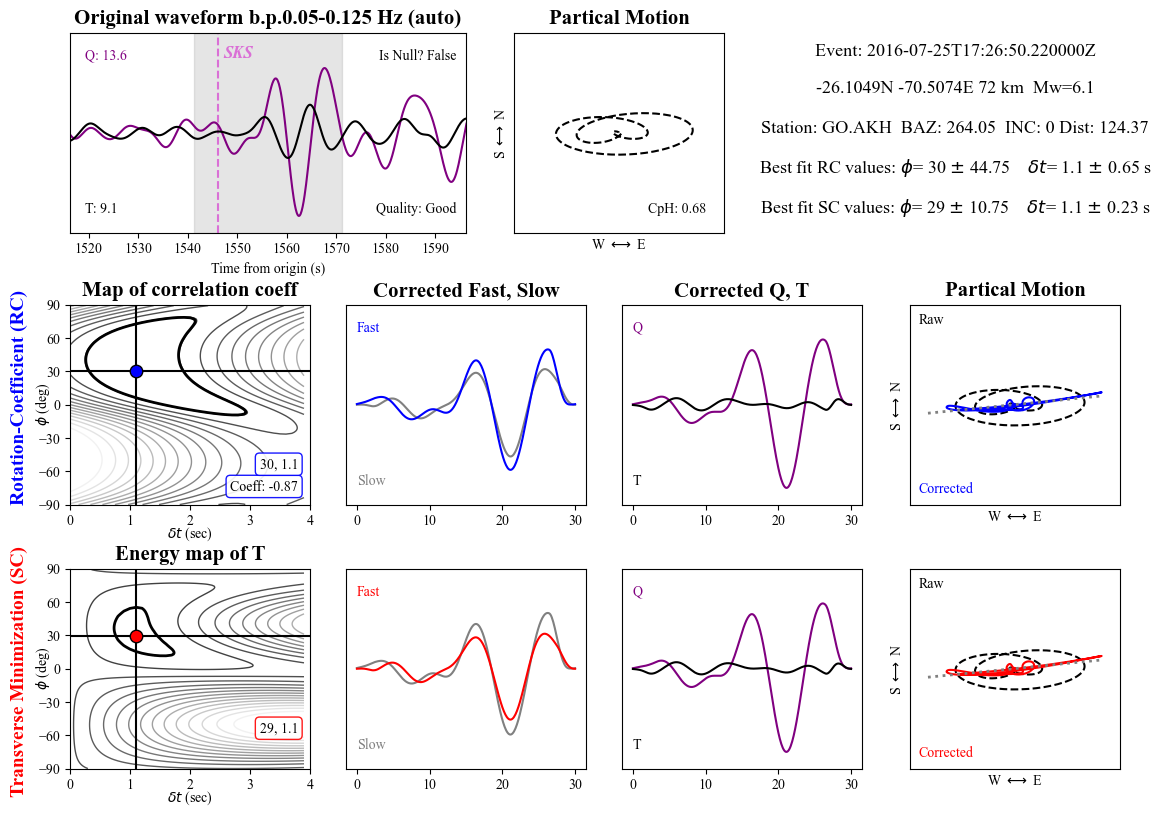 Original waveform b.p.0.05-0.125 Hz (auto)
Q: 13.6
SKS
Is Null? False
T: 9.1
Quality: Good
1520 1530 1540 1550 1560 1570 1580 1590
Time from origin (s)
Partical Motion
S ⟷ N
CpH: 0.68
W ⟷ E
Event: 2016-07-25T17:26:50.220000Z
-26.1049N -70.5074E 72 km Mw=6.1
Station: GO.AKH BAZ: 264.05 INC: 0 Dist: 124.37
Best fit RC values: ϕ= 30 ± 44.75 δt= 1.1 ± 0.65 s
Best fit SC values: ϕ= 29 ± 10.75 δt= 1.1 ± 0.23 s
Rotation-Coefficient (RC)
Map of correlation coeff
ϕ (deg)
90
60
30
0
−30
−60
−90
30, 1.1
Coeff: -0.87
0 1 2 3 4
δt (sec)
Corrected Fast, Slow
Fast
Slow
0 10 20 30
Corrected Q, T
Q
T
0 10 20 30
Partical Motion
Raw
S ⟷ N
Corrected
W ⟷ E
Transverse Minimization (SC)
Energy map of T
ϕ (deg)
90
60
30
0
−30
−60
−90
29, 1.1
0 1 2 3 4
δt (sec)
Fast
Slow
0 10 20 30
Q
T
0 10 20 30
Raw
S ⟷ N
Corrected
W ⟷ E